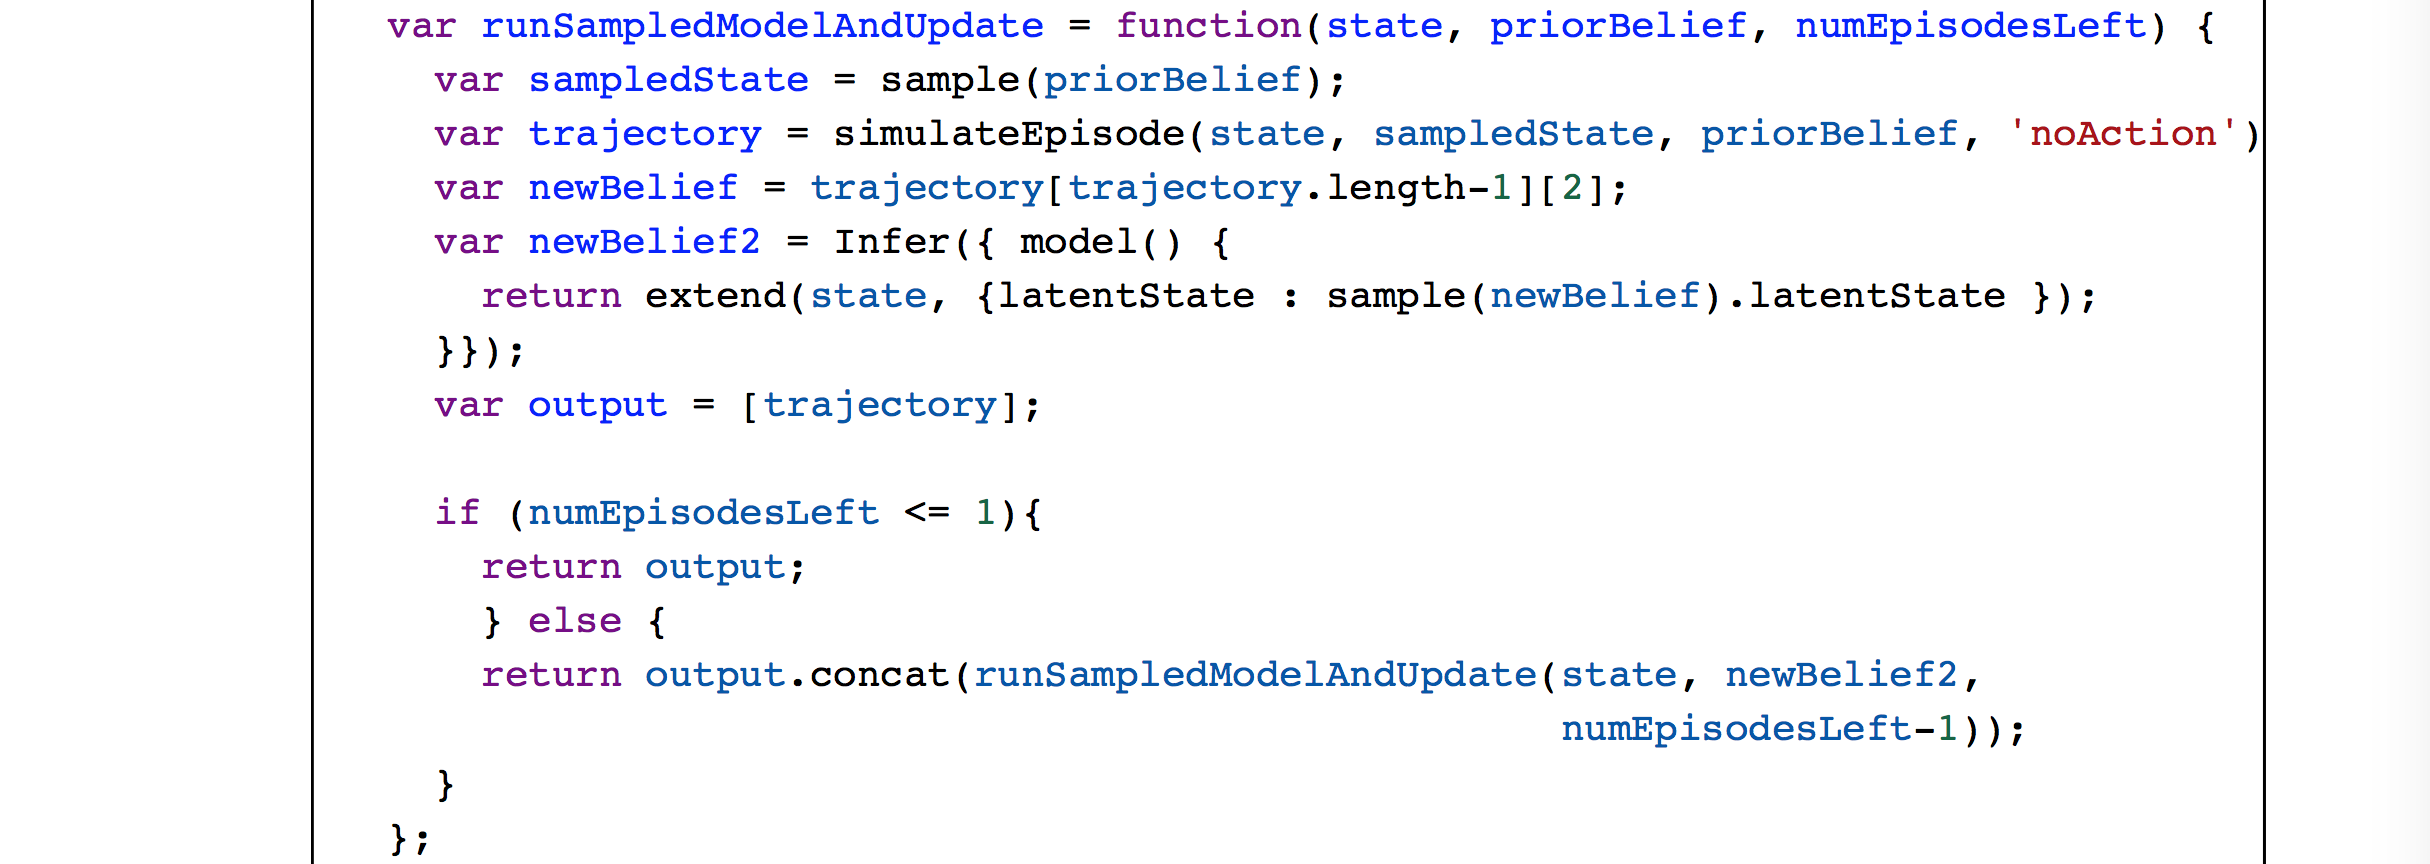 var runSampledModelAndUpdate = function(state, priorBelief, numEpisodesLeft) {
  var sampledState = sample(priorBelief);
  var trajectory = simulateEpisode(state, sampledState, priorBelief, 'noAction')
  var newBelief = trajectory[trajectory.length-1][2];
  var newBelief2 = Infer({ model() {
    return extend(state, {latentState : sample(newBelief).latentState });
  }});
  var output = [trajectory];
  if (numEpisodesLeft <= 1){
    return output;
    } else {
    return output.concat(runSampledModelAndUpdate(state, newBelief2,
                                                  numEpisodesLeft-1));
  }
};